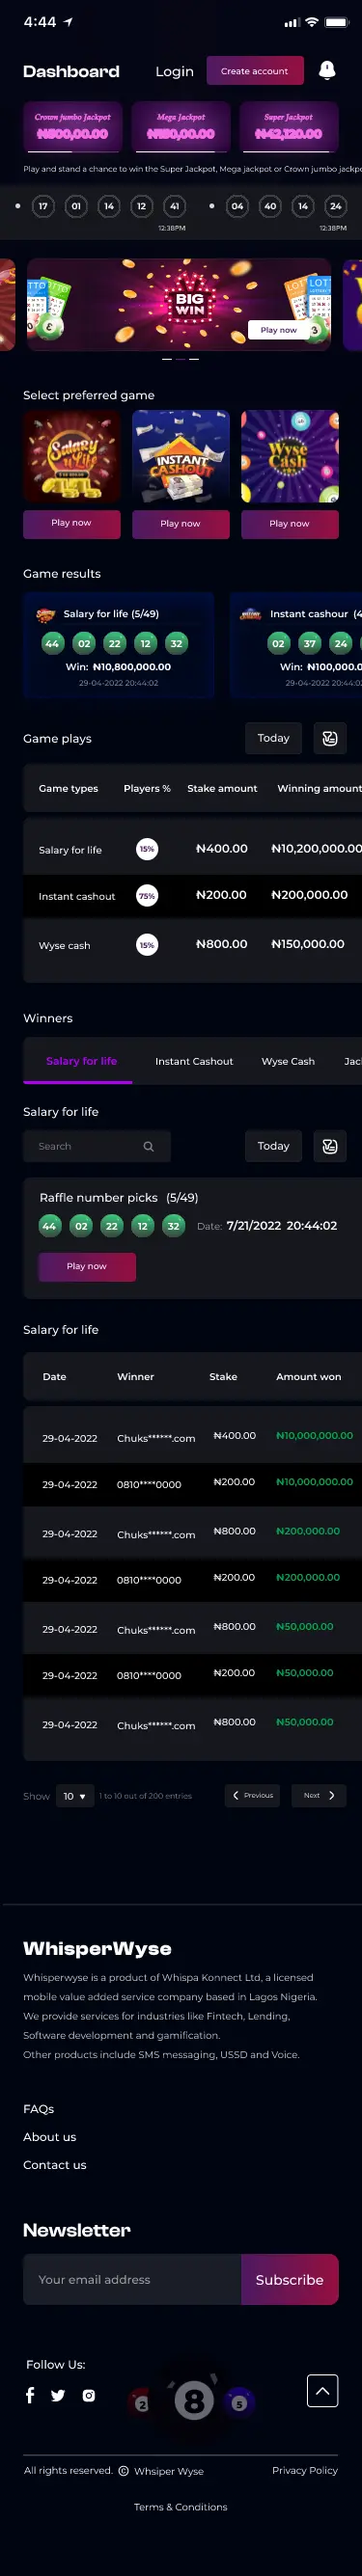 4:44
Dashboard Login Create account
Crown jumbo Jackpot Mega Jackpot Super Jackpot
₦500,00.00 ₦42,120.00
Play and stand a chance to win the Super Jackpot, Mega jackpot or Crown jumbo jackpo
17 01 14 12 41 04 40 14 24
12:38PM 12:38PM
BIG
WIN
Play now
Select preferred game
Salary
Life
INSTANT
CASHOUT
Wyse
Cash
Play now Play now Play now
Game results
Salary for life (5/49) Instant cashour (4
44 02 22 12 32 02 37 24
Win: ₦10,800,000.00 Win: ₦100,000.0
29-04-2022 20:44:02 29-04-2022 20:44:02
Game plays Today
Game types Players % Stake amount Winning amount
Salary for life 15% ₦400.00 ₦10,200,000.00
Instant cashout 75% ₦200.00 ₦200,000.00
Wyse cash 15% ₦800.00 ₦150,000.00
Winners
Salary for life Instant Cashout Wyse Cash Jac
Salary for life
Search Today
Raffle number picks (5/49)
44 02 22 12 32 Date: 7/21/2022 20:44:02
Play now
Salary for life
Date Winner Stake Amount won
29-04-2022 Chuks******.com ₦400.00 ₦10,000,000.00
29-04-2022 0810****0000 ₦200.00 ₦10,000,000.00
29-04-2022 Chuks******.com ₦800.00 ₦200,000.00
29-04-2022 0810****0000 ₦200.00 ₦200,000.00
29-04-2022 Chuks******.com ₦800.00 ₦50,000.00
29-04-2022 0810****0000 ₦200.00 ₦50,000.00
29-04-2022 Chuks******.com ₦800.00 ₦50,000.00
Show 10 1 to 10 out of 200 entries Previous Next
WhisperWyse
Whisperwyse is a product of Whispa Konnect Ltd, a licensed
mobile value added service company based in Lagos Nigeria.
We provide services for industries like Fintech, Lending,
Software development and gamification.
Other products include SMS messaging, USSD and Voice.
FAQs
About us
Contact us
Newsletter
Your email address Subscribe
Follow Us:
2 8 5
All rights reserved. © Whsiper Wyse Privacy Policy
Terms & Conditions